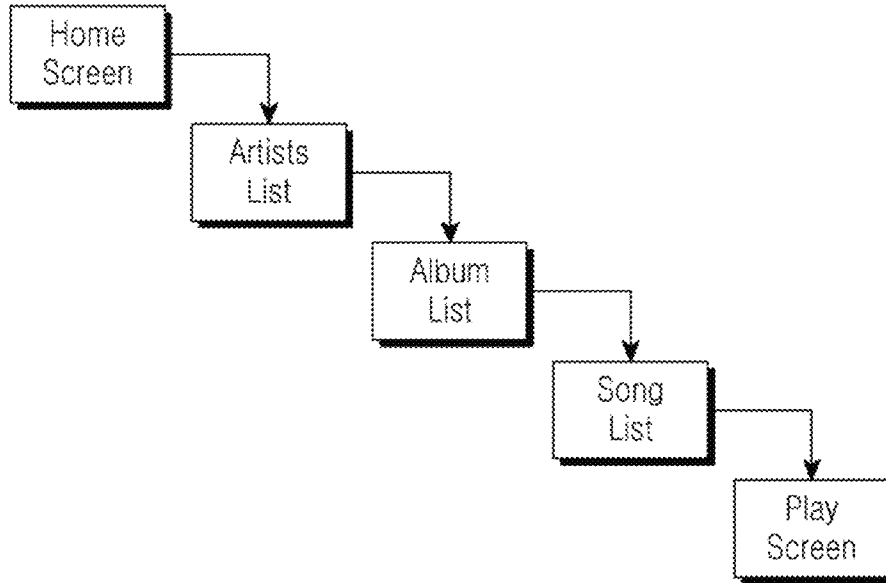 Home
Screen
Artists
List
Album
List
Song
List
Play
Screen